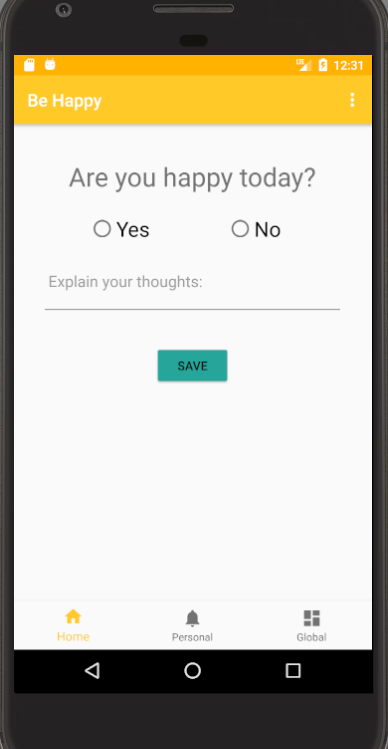 12:31
Be Happy
Are you happy today?
Yes No
Explain your thoughts:
SAVE
Home Personal Global